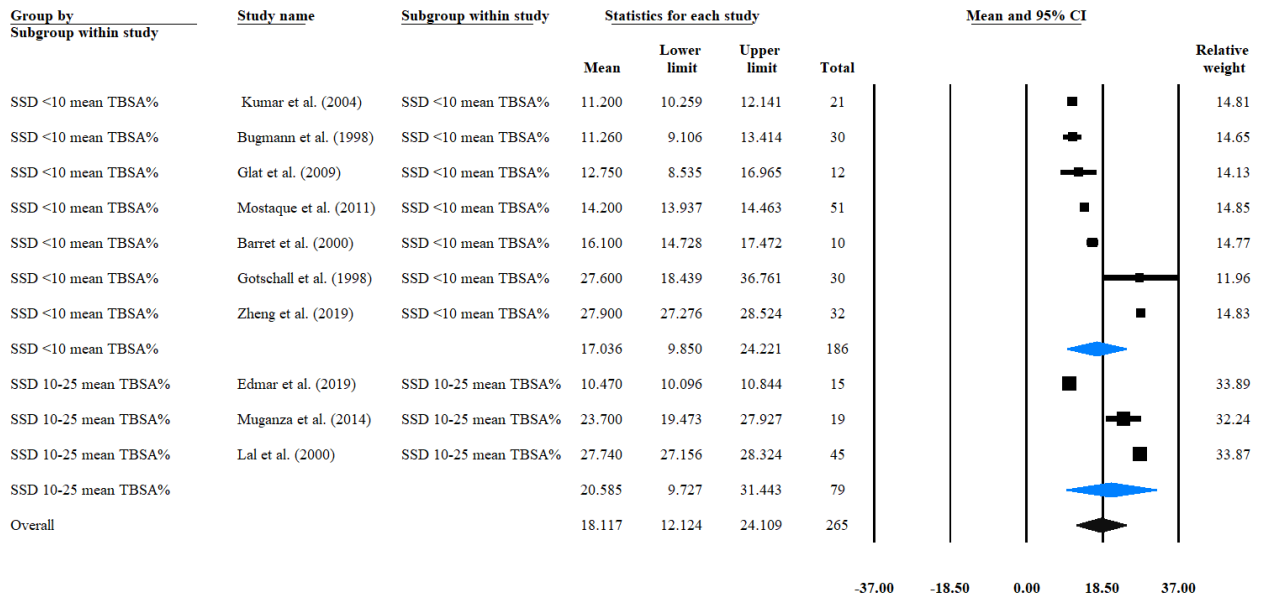 Group by Study name Subgroup within study Statistics for each study Mean and 95% CI
Subgroup within study
Lower Upper Relative
Mean limit limit Total weight
SSD <10 mean TBSA% Kumar et al. (2004) SSD <10 mean TBSA% 11.200 10.259 12.141 21 14.81
SSD <10 mean TBSA% Bugmann et al. (1998) SSD <10 mean TBSA% 11.260 9.106 13.414 30 14.65
SSD <10 mean TBSA% Glat et al. (2009) SSD <10 mean TBSA% 12.750 8.535 16.965 12 14.13
SSD <10 mean TBSA% Mostaque et al. (2011) SSD <10 mean TBSA% 14.200 13.937 14.463 51 14.85
SSD <10 mean TBSA% Barret et al. (2000) SSD <10 mean TBSA% 16.100 14.728 17.472 10 14.77
SSD <10 mean TBSA% Gotschall et al. (1998) SSD <10 mean TBSA% 27.600 18.439 36.761 30 11.96
SSD <10 mean TBSA% Zheng et al. (2019) SSD <10 mean TBSA% 27.900 27.276 28.524 32 14.83
SSD <10 mean TBSA% 17.036 9.850 24.221 186
SSD 10-25 mean TBSA% Edmar et al. (2019) SSD 10-25 mean TBSA% 10.470 10.096 10.844 15 33.89
SSD 10-25 mean TBSA% Muganza et al. (2014) SSD 10-25 mean TBSA% 23.700 19.473 27.927 19 32.24
SSD 10-25 mean TBSA% Lal et al. (2000) SSD 10-25 mean TBSA% 27.740 27.156 28.324 45 33.87
SSD 10-25 mean TBSA% 20.585 9.727 31.443 79
Overall 18.117 12.124 24.109 265
-37.00 -18.50 0.00 18.50 37.00